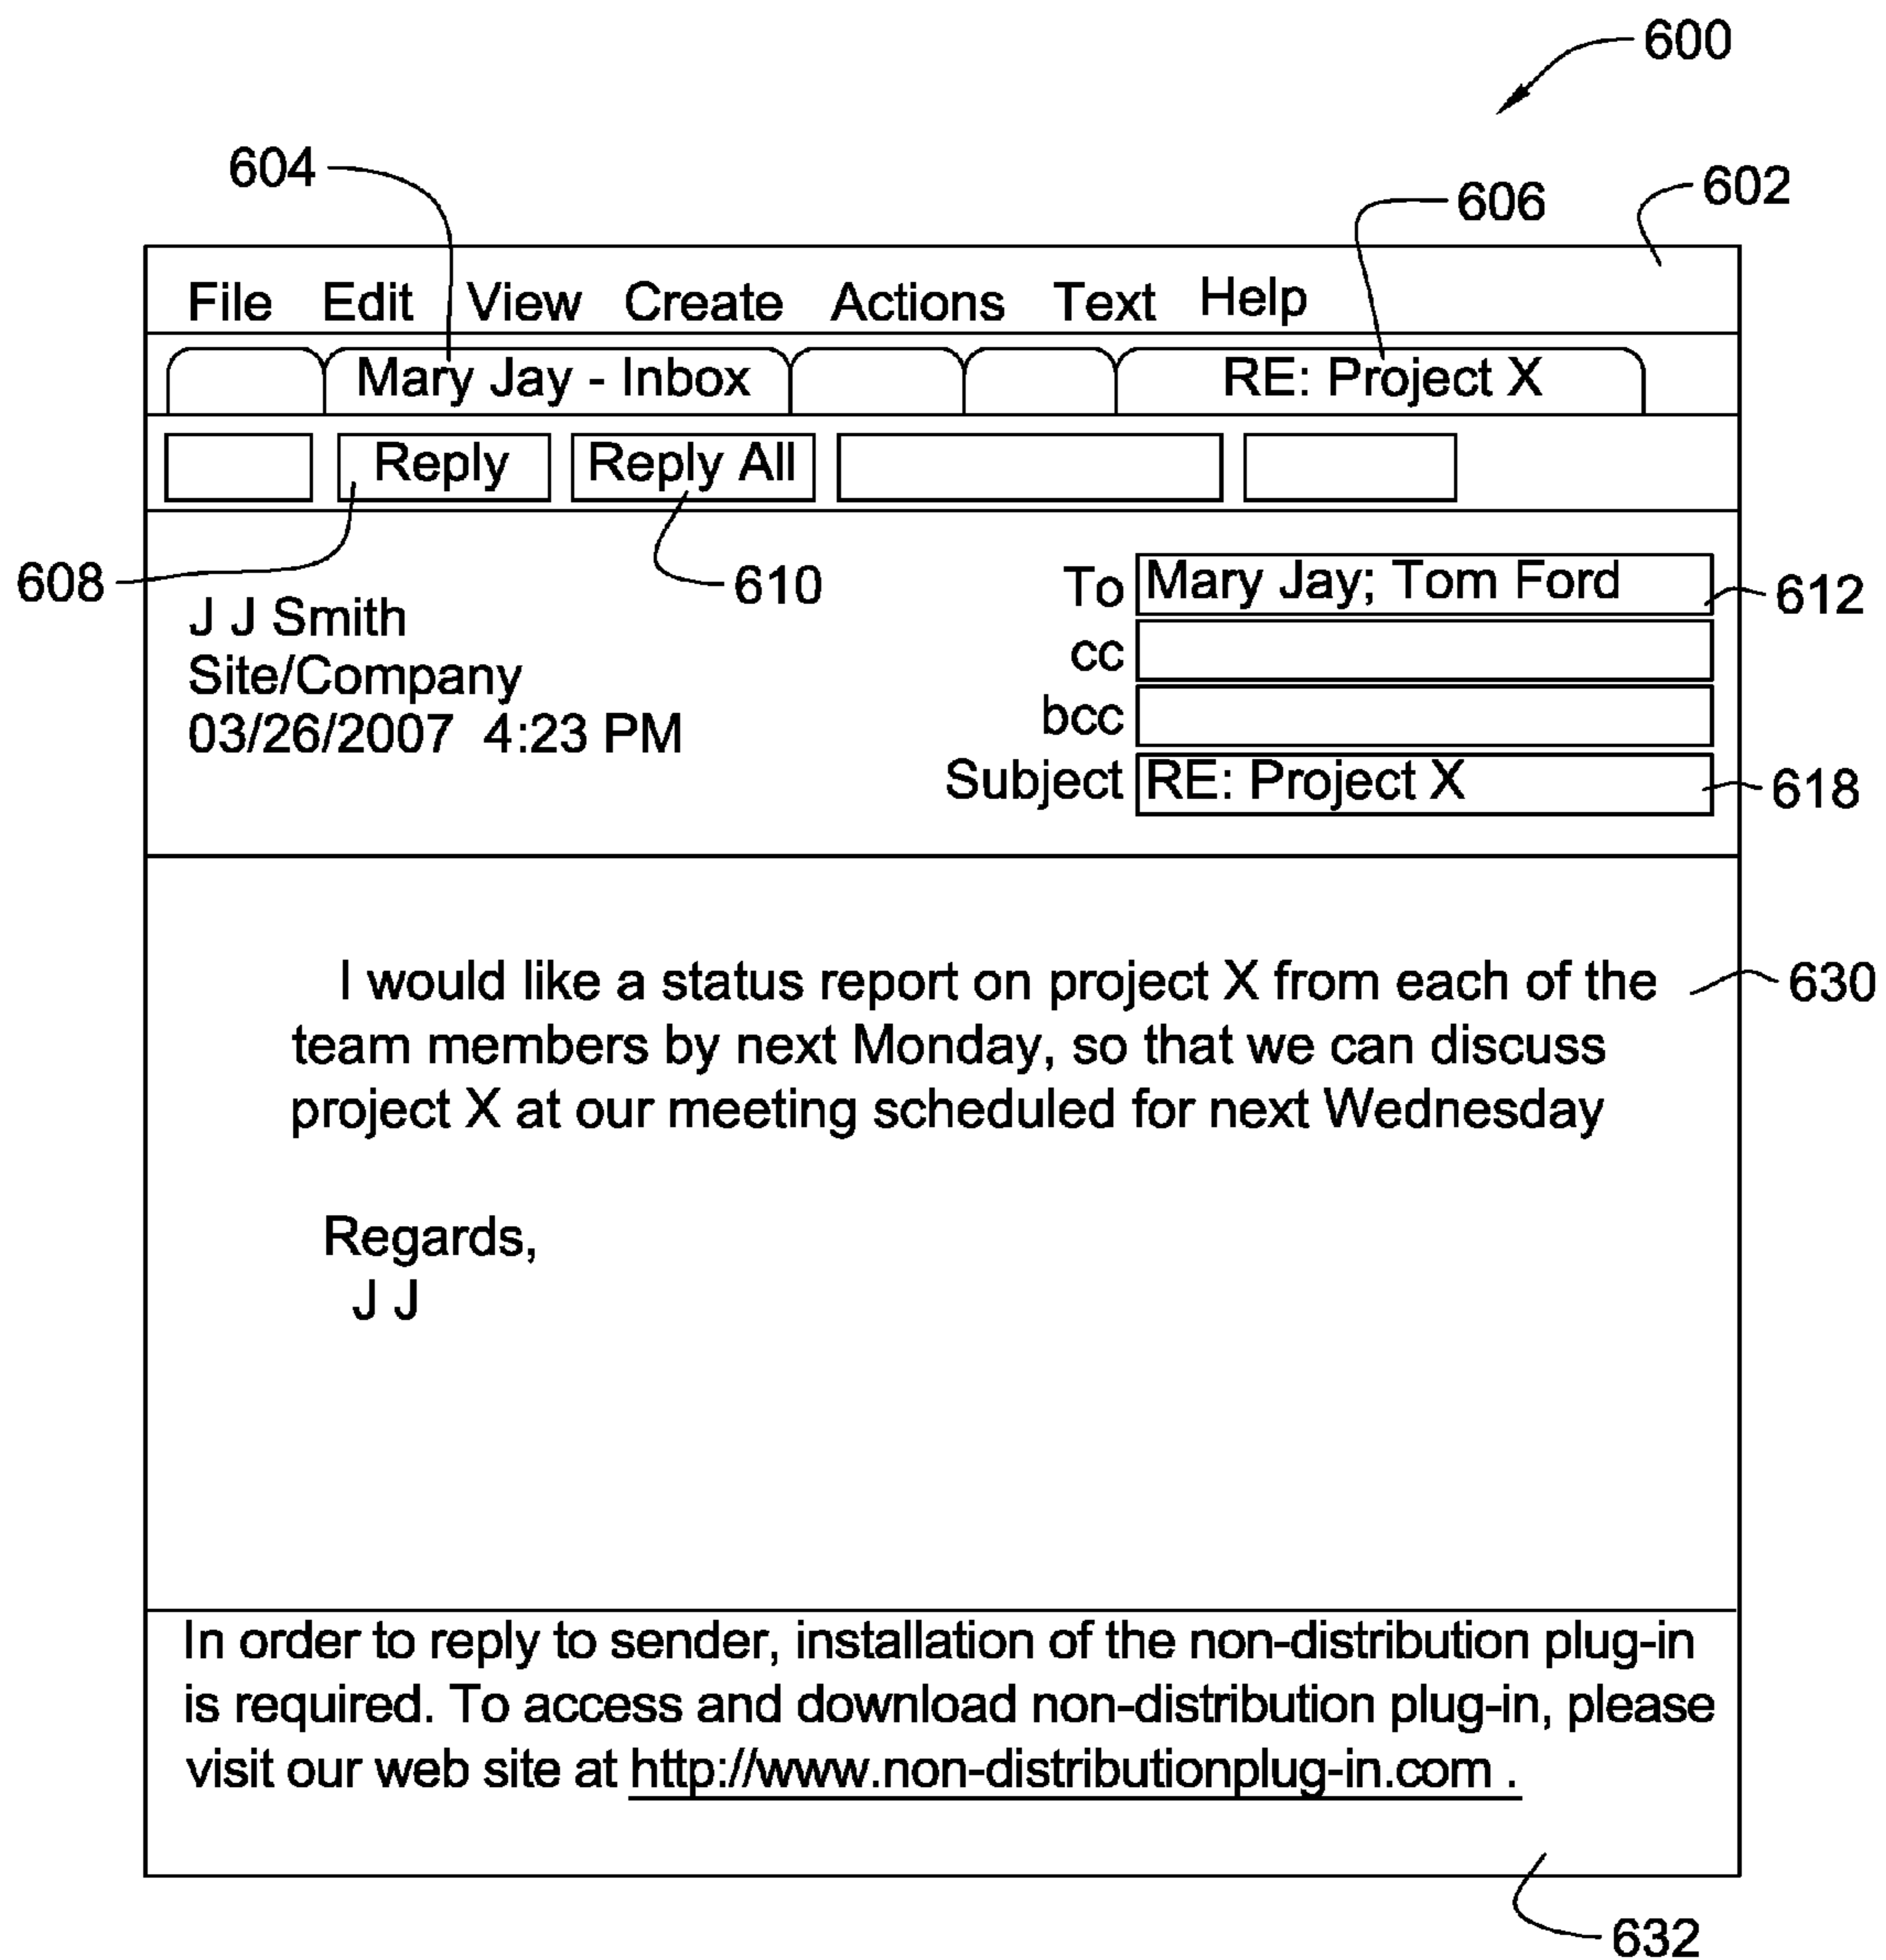 600
604
606
602
File Edit View Create Actions Text Help
Mary Jay - Inbox RE: Project X
Reply Reply All
608
610
J J Smith
Site/Company
03/26/2007 4:23 PM
To Mary Jay; Tom Ford
612
cc
bcc
Subject RE: Project X
618
I would like a status report on project X from each of the
630
team members by next Monday, so that we can discuss
project X at our meeting scheduled for next Wednesday
Regards,
J J
In order to reply to sender, installation of the non-distribution plug-in
is required. To access and download non-distribution plug-in, please
visit our web site at http://www.non-distributionplug-in.com .
632